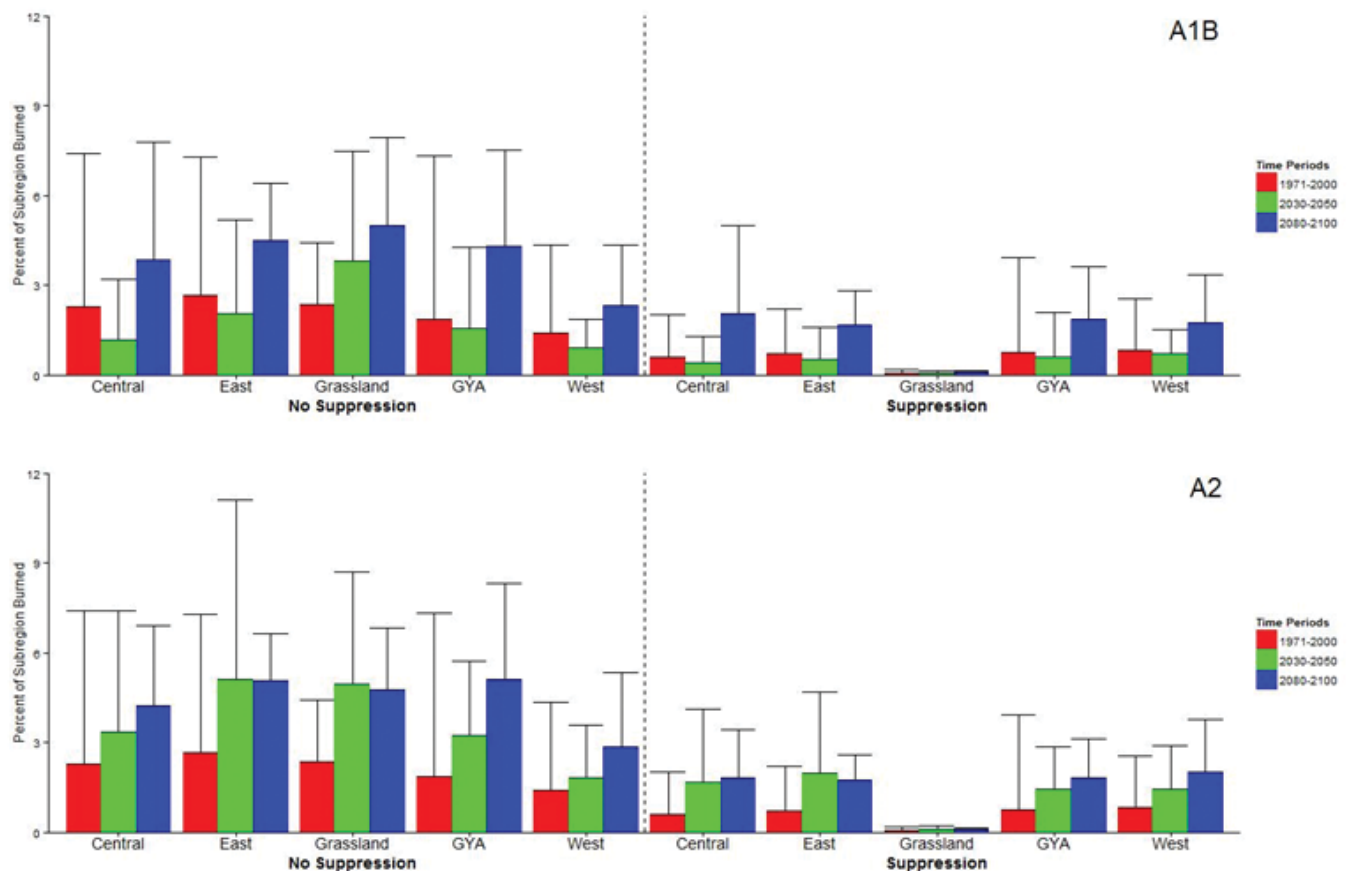 A1B
Percent of Subregion Burned
12
9
6
3
0
Central East Grassland GYA West Central East Grassland GYA West
No Suppression Suppression
Time Periods
1971-2000
2030-2050
2080-2100
A2
Percent of Subregion Burned
12
9
6
3
0
Central East Grassland GYA West Central East Grassland GYA West
No Suppression Suppression
Time Periods
1971-2000
2030-2050
2080-2100